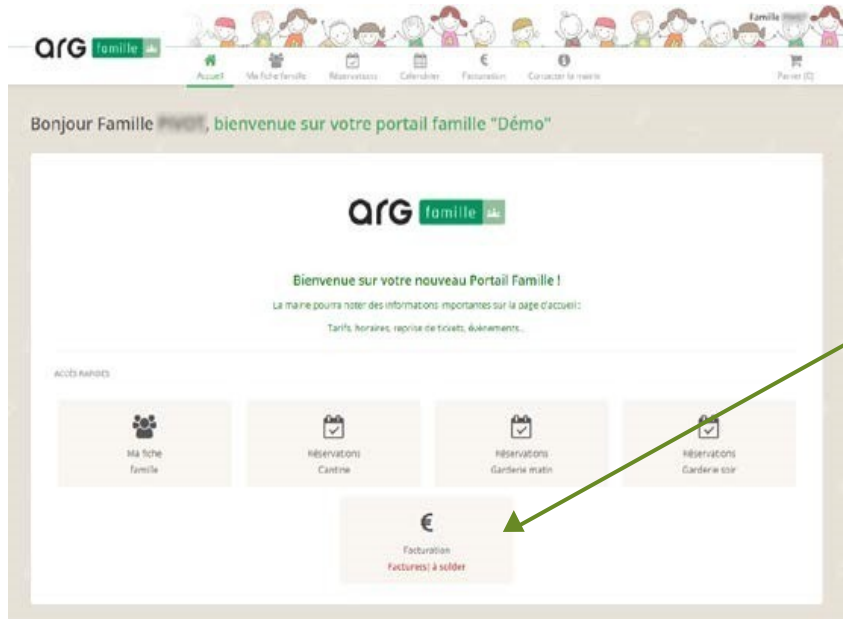 Famille
arG famille
Accueil
Ma fiche famille
Réservations
Calendrier
Facturation
Contacter la mairie
Panier (0)
Bonjour Famille , bienvenue sur votre portail famille "Démo"
arG famille
Bienvenue sur votre nouveau Portail Famille !
La mairie pourra noter des informations importantes sur la page d'accueil :
Tarifs, horaires, reprise de tickets, évènements...
ACCÈS RAPIDES
Ma fiche
famille
Réservations
Cantine
Réservations
Garderie matin
Réservations
Garderie soir
€
Facturation
Facture(s) à solder